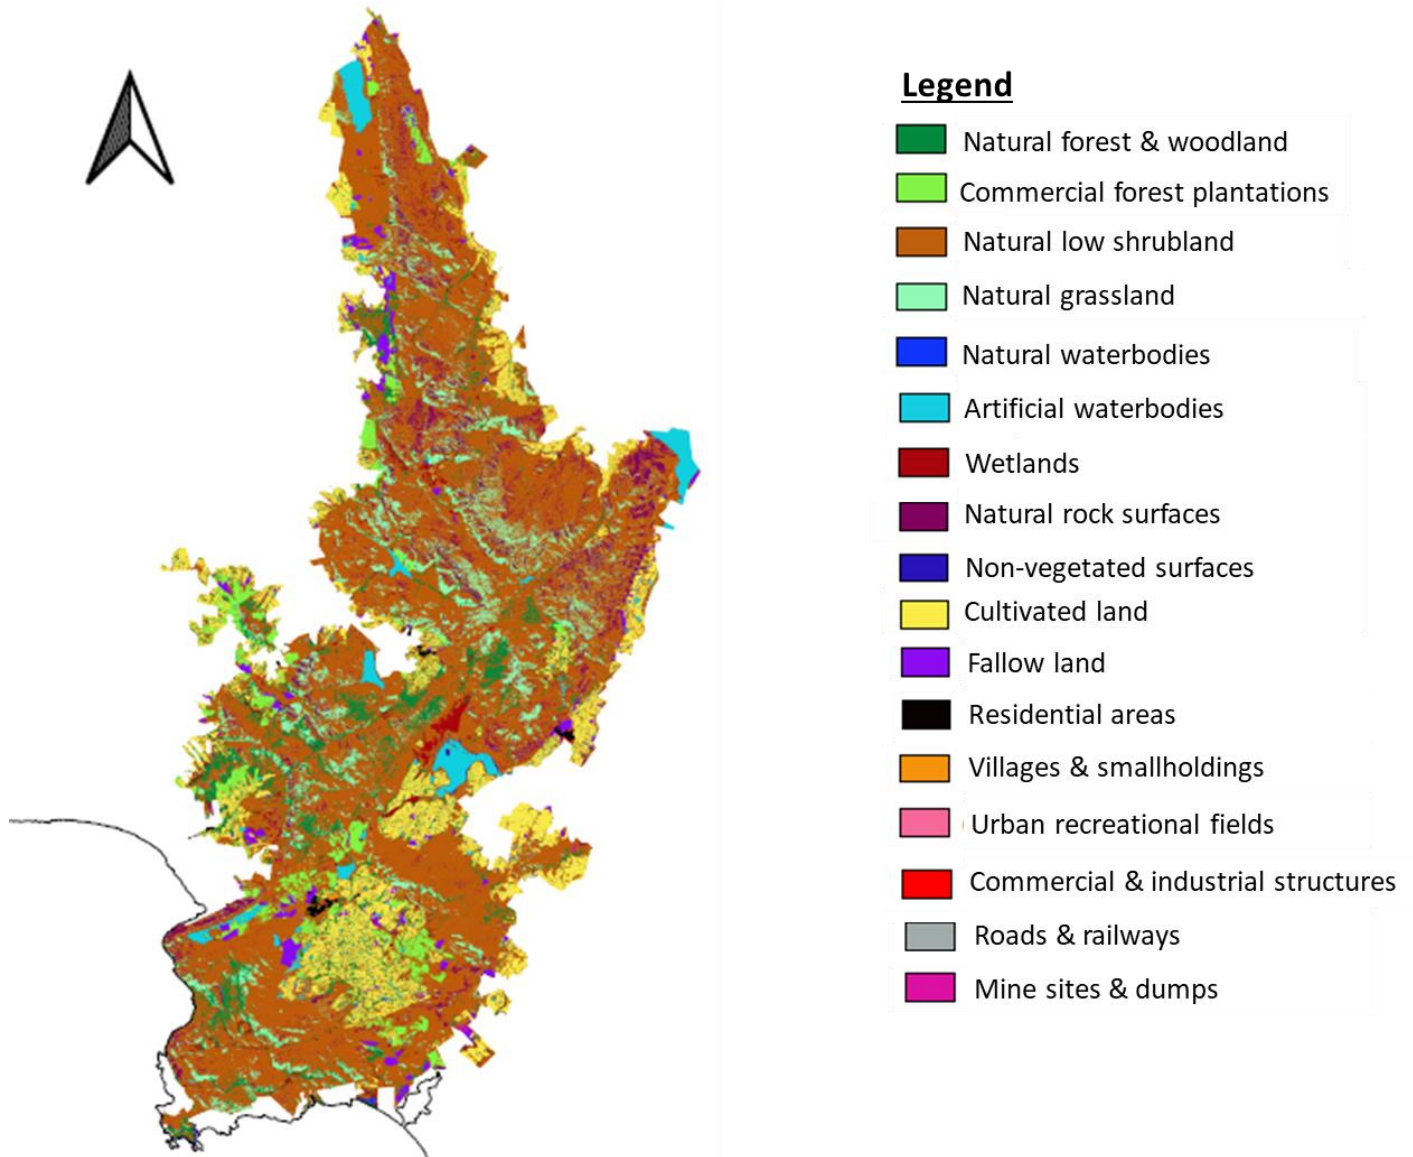 Legend
Natural forest & woodland
Commercial forest plantations
Natural low shrubland
Natural grassland
Natural waterbodies
Artificial waterbodies
Wetlands
Natural rock surfaces
Non-vegetated surfaces
Cultivated land
Fallow land
Residential areas
Villages & smallholdings
Urban recreational fields
Commercial & industrial structures
Roads & railways
Mine sites & dumps